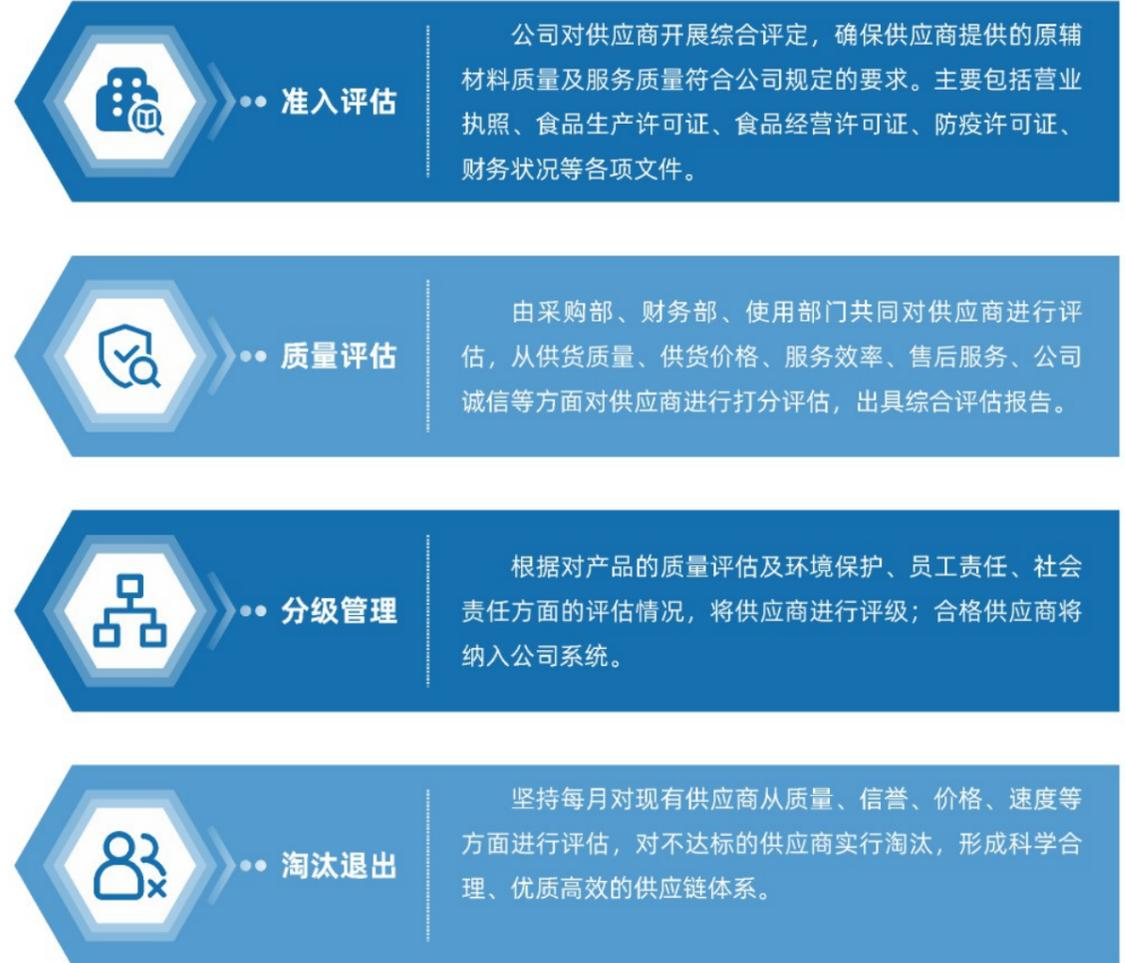 准入评估
公司对供应商开展综合评定，确保供应商提供的原辅
材料质量及服务质量符合公司规定的要求。主要包括营业
执照、食品生产许可证、食品经营许可证、防疫许可证、
财务状况等各项文件。
质量评估
由采购部、财务部、使用部门共同对供应商进行评
估，从供货质量、供货价格、服务效率、售后服务、公司
诚信等方面对供应商进行打分评估，出具综合评估报告。
分级管理
根据对产品的质量评估及环境保护、员工责任、社会
责任方面的评估情况，将供应商进行评级；合格供应商将
纳入公司系统。
淘汰退出
坚持每月对现有供应商从质量、信誉、价格、速度等
方面进行评估，对不达标的供应商实行淘汰，形成科学合
理、优质高效的供应链体系。